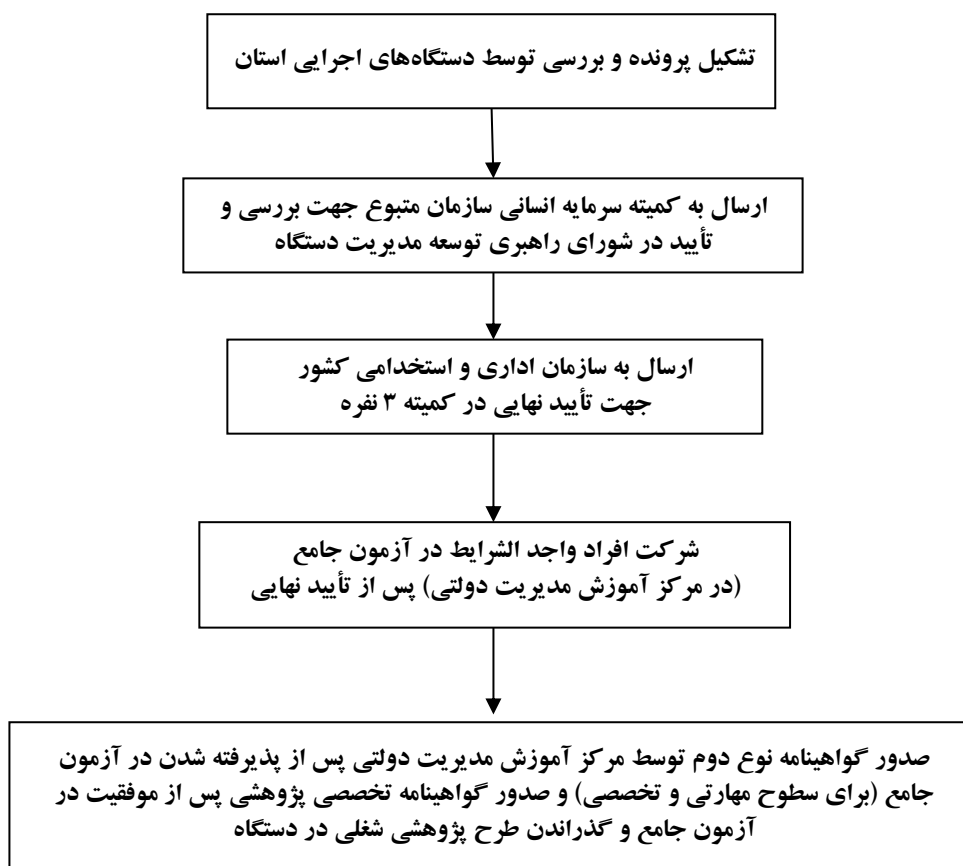 تشکیل پرونده و بررسی توسط دستگاه‌های اجرایی استان
ارسال به کمیته سرمایه انسانی سازمان متبوع جهت بررسی و
تأیید در شورای راهبری توسعه مدیریت دستگاه
ارسال به سازمان اداری و استخدامی کشور
جهت تأیید نهایی در کمیته ۳ نفره
شرکت افراد واجد الشرایط در آزمون جامع
(در مرکز آموزش مدیریت دولتی) پس از تأیید نهایی
صدور گواهینامه نوع دوم توسط مرکز آموزش مدیریت دولتی پس از پذیرفته شدن در آزمون
جامع (برای سطوح مهارتی و تخصصی) و صدور گواهینامه تخصصی پژوهشی پس از موفقیت در
آزمون جامع و گذراندن طرح پژوهشی شغلی در دستگاه